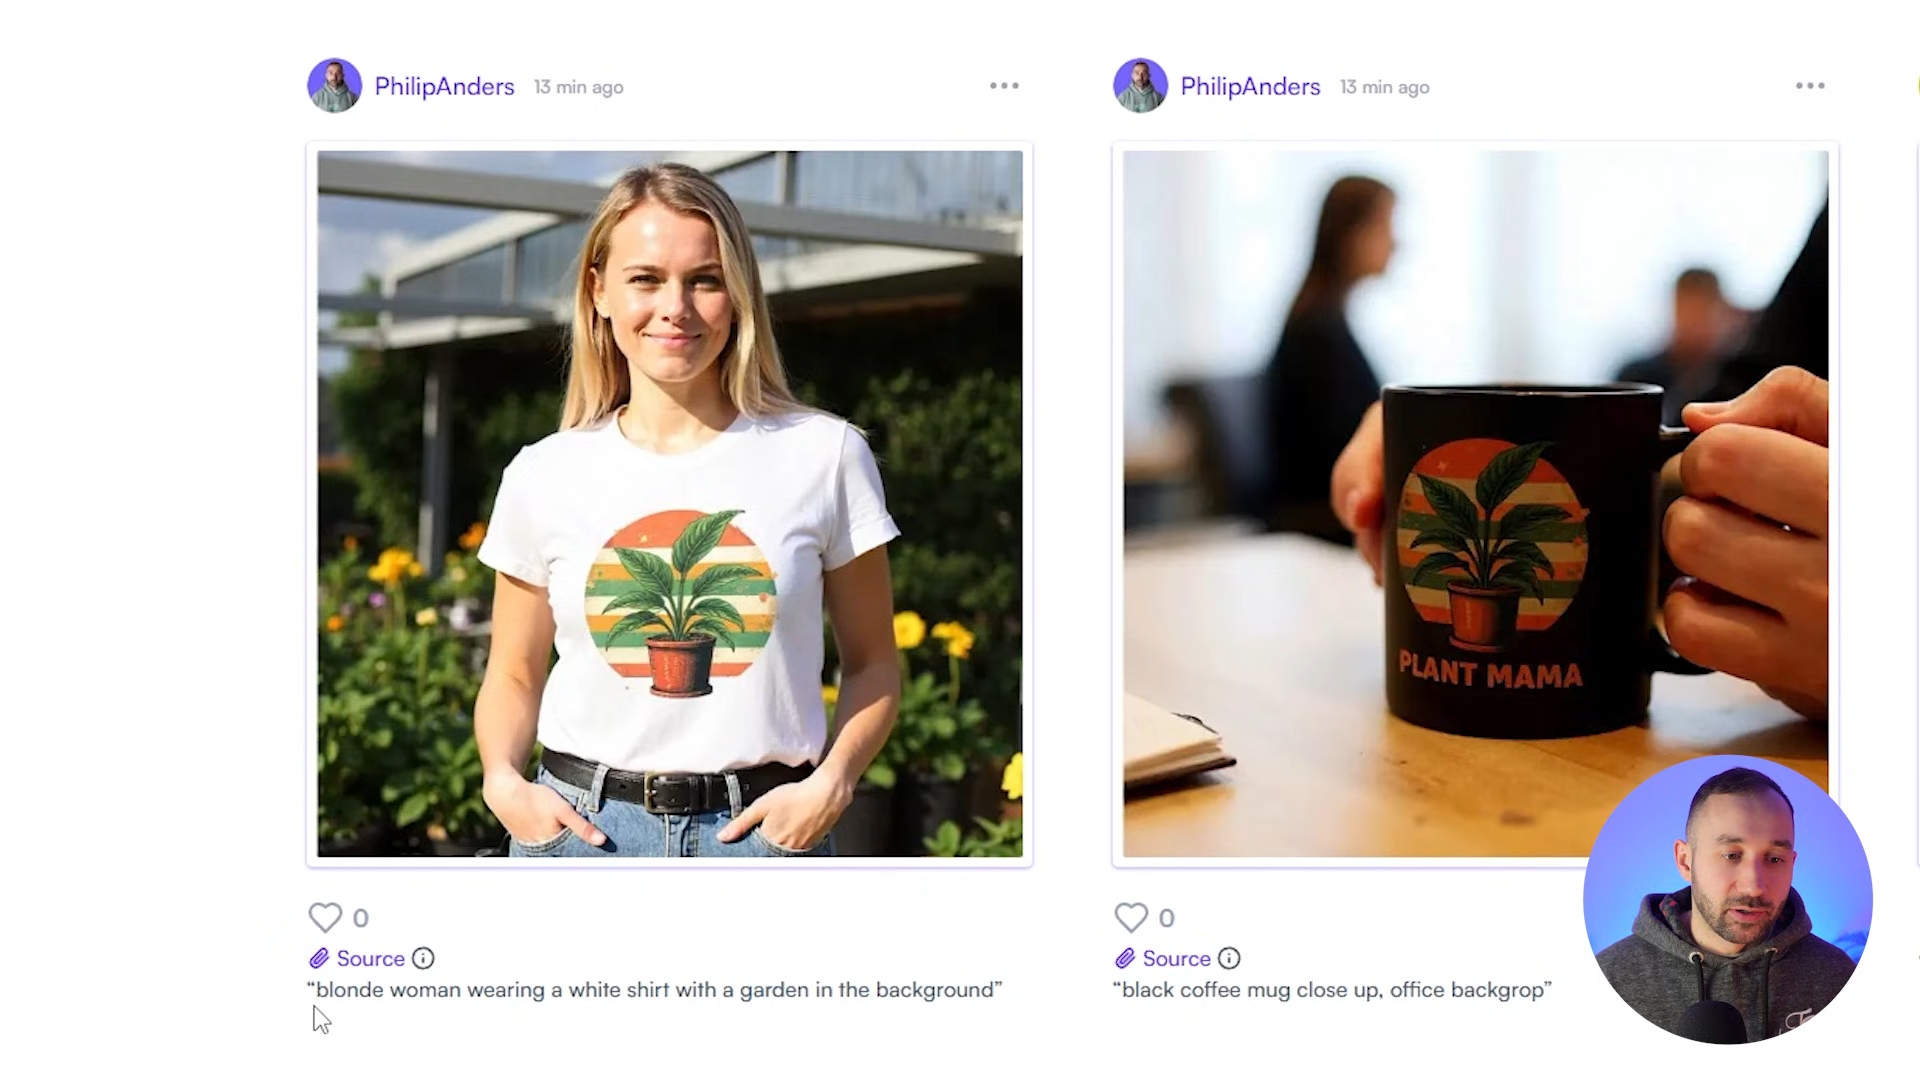 PhilipAnders 13 min ago
PhilipAnders 13 min ago
PLANT MAMA
0
Source
“blonde woman wearing a white shirt with a garden in the background”
0
Source
“black coffee mug close up, office backgrop”